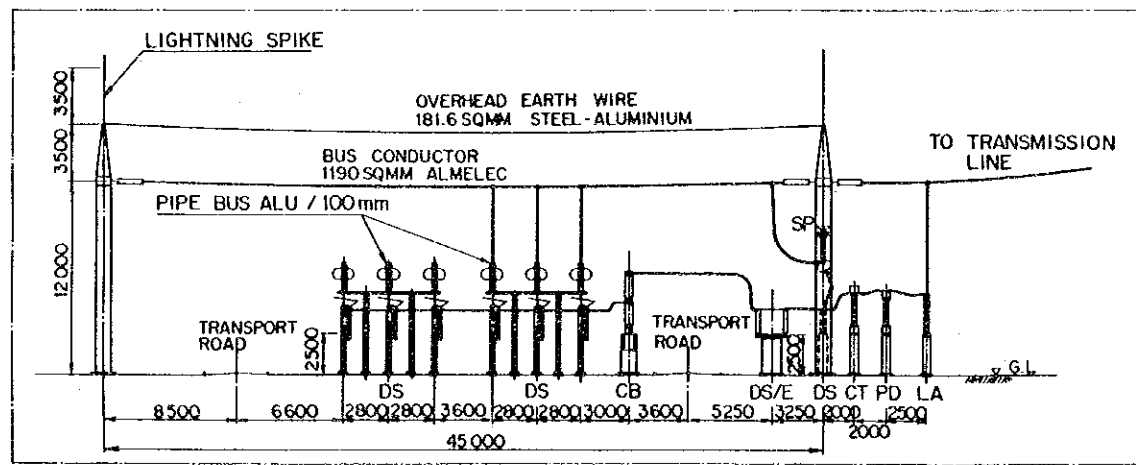 LIGHTNING SPIKE
3500
3500
12000
OVERHEAD EARTH WIRE
181.6 SQMM STEEL-ALUMINIUM
BUS CONDUCTOR
1190 SQMM ALMELEC
PIPE BUS ALU / 100mm
TO TRANSMISSION
LINE
SP
TRANSPORT
ROAD
2500
TRANSPORT
ROAD
2500
G.L.
DS DS CB DS/E DS CT PD LA
8500 6600 2800 2800 3600 2800 2800 3000 3600 5250 3250 2000 2500
2000
45000